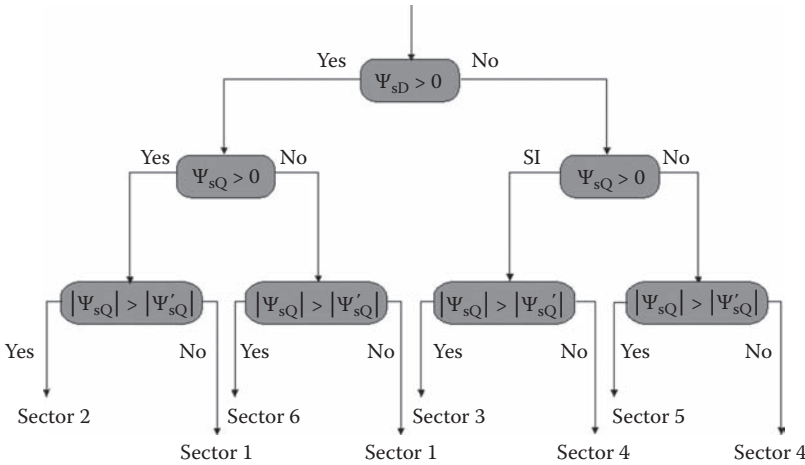 Yes No
Ψ_sD > 0
Yes No SI No
Ψ_sQ > 0 Ψ_sQ > 0
|Ψ_sQ| > |Ψ′_sQ| |Ψ_sQ| > |Ψ′_sQ| |Ψ_sQ| > |Ψ_sQ′| |Ψ_sQ| > |Ψ′_sQ|
Yes No Yes No Yes No Yes No
Sector 2 Sector 6 Sector 3 Sector 5
Sector 1 Sector 1 Sector 4 Sector 4